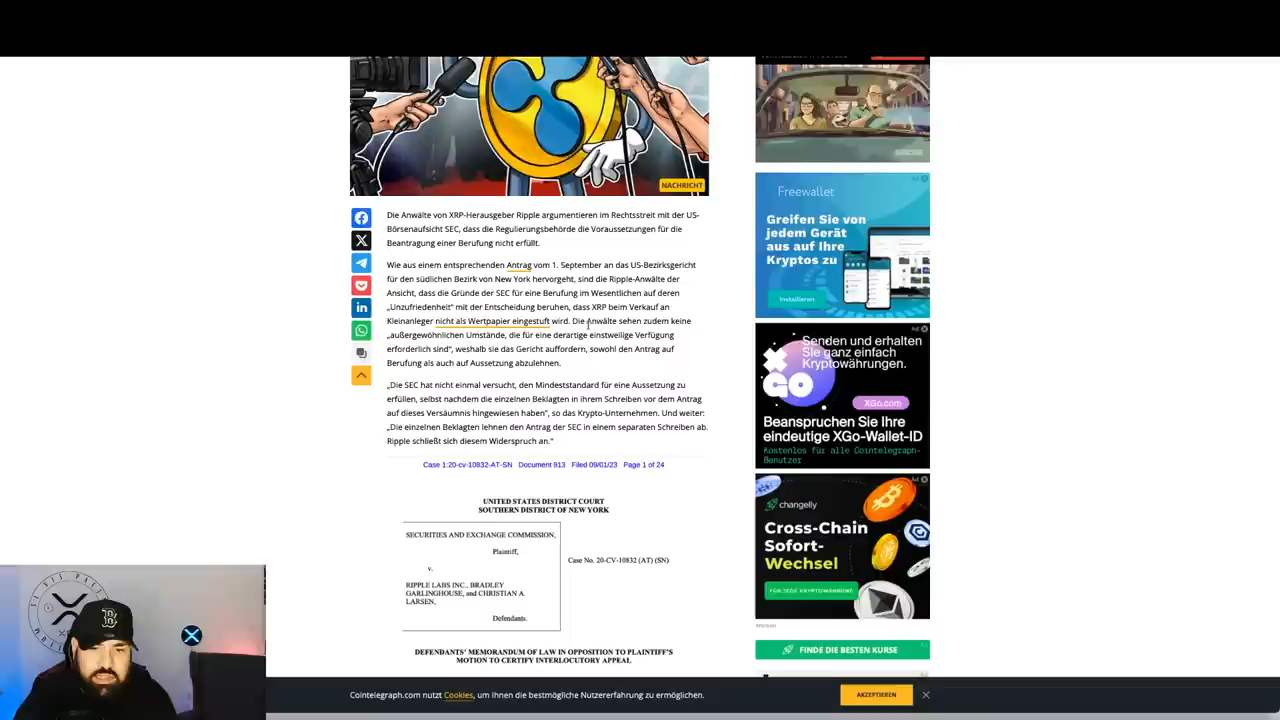 NACHRICHT
Die Anwälte von XRP-Herausgeber Ripple argumentieren im Rechtsstreit mit der US-
Börsenaufsicht SEC, dass die Regulierungsbehörde die Voraussetzungen für die
Beantragung einer Berufung nicht erfüllt.
Wie aus einem entsprechenden Antrag vom 1. September an das US-Bezirksgericht
für den südlichen Bezirk von New York hervorgeht, sind die Ripple-Anwälte der
Ansicht, dass die Gründe der SEC für eine Berufung im Wesentlichen auf deren
„Unzufriedenheit“ mit der Entscheidung beruhen, dass XRP beim Verkauf an
Kleinanleger nicht als Wertpapier eingestuft wird. Die Anwälte sehen zudem keine
„außergewöhnlichen Umstände, die für eine derartige einstweilige Verfügung
erforderlich sind“, weshalb sie das Gericht auffordern, sowohl den Antrag auf
Berufung als auch auf Aussetzung abzulehnen.
„Die SEC hat nicht einmal versucht, den Mindeststandard für eine Aussetzung zu
erfüllen, selbst nachdem die einzelnen Beklagten in ihrem Schreiben vor dem Antrag
auf dieses Versäumnis hingewiesen haben“, so das Krypto-Unternehmen. Und weiter:
„Die einzelnen Beklagten lehnen den Antrag der SEC in einem separaten Schreiben ab.
Ripple schließt sich diesem Widerspruch an.“
Case 1:20-cv-10832-AT-SN Document 913 Filed 09/01/23 Page 1 of 24
UNITED STATES DISTRICT COURT
SOUTHERN DISTRICT OF NEW YORK
SECURITIES AND EXCHANGE COMMISSION,
Plaintiff,
v.
Case No. 20-CV-10832 (AT) (SN)
RIPPLE LABS INC., BRADLEY
GARLINGHOUSE, and CHRISTIAN A.
LARSEN,
Defendants.
DEFENDANTS’ MEMORANDUM OF LAW IN OPPOSITION TO PLAINTIFF’S
MOTION TO CERTIFY INTERLOCUTORY APPEAL
Freewallet
Greifen Sie von
jedem Gerät
aus auf Ihre
Kryptos zu
Installieren
Senden und erhalten
Sie ganz einfach
Kryptowährungen.
GO
XGo.com
Beanspruchen Sie Ihre
eindeutige XGo-Wallet-ID
Kostenlos für alle Cointelegraph-
Benutzer
changelly
Cross-Chain
Sofort-
Wechsel
FÜR JEDE KRYPTOWÄHRUNG
Werben
FINDE DIE BESTEN KURSE
Cointelegraph.com nutzt Cookies, um Ihnen die bestmögliche Nutzererfahrung zu ermöglichen.
AKZEPTIEREN